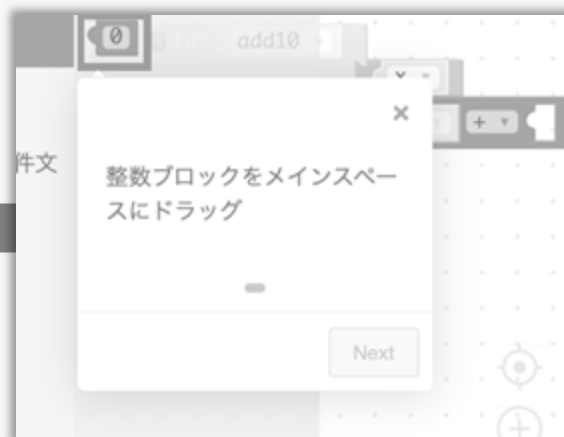 0
add10
x
+
件文
×
整数ブロックをメインスペー
スにドラッグ
Next